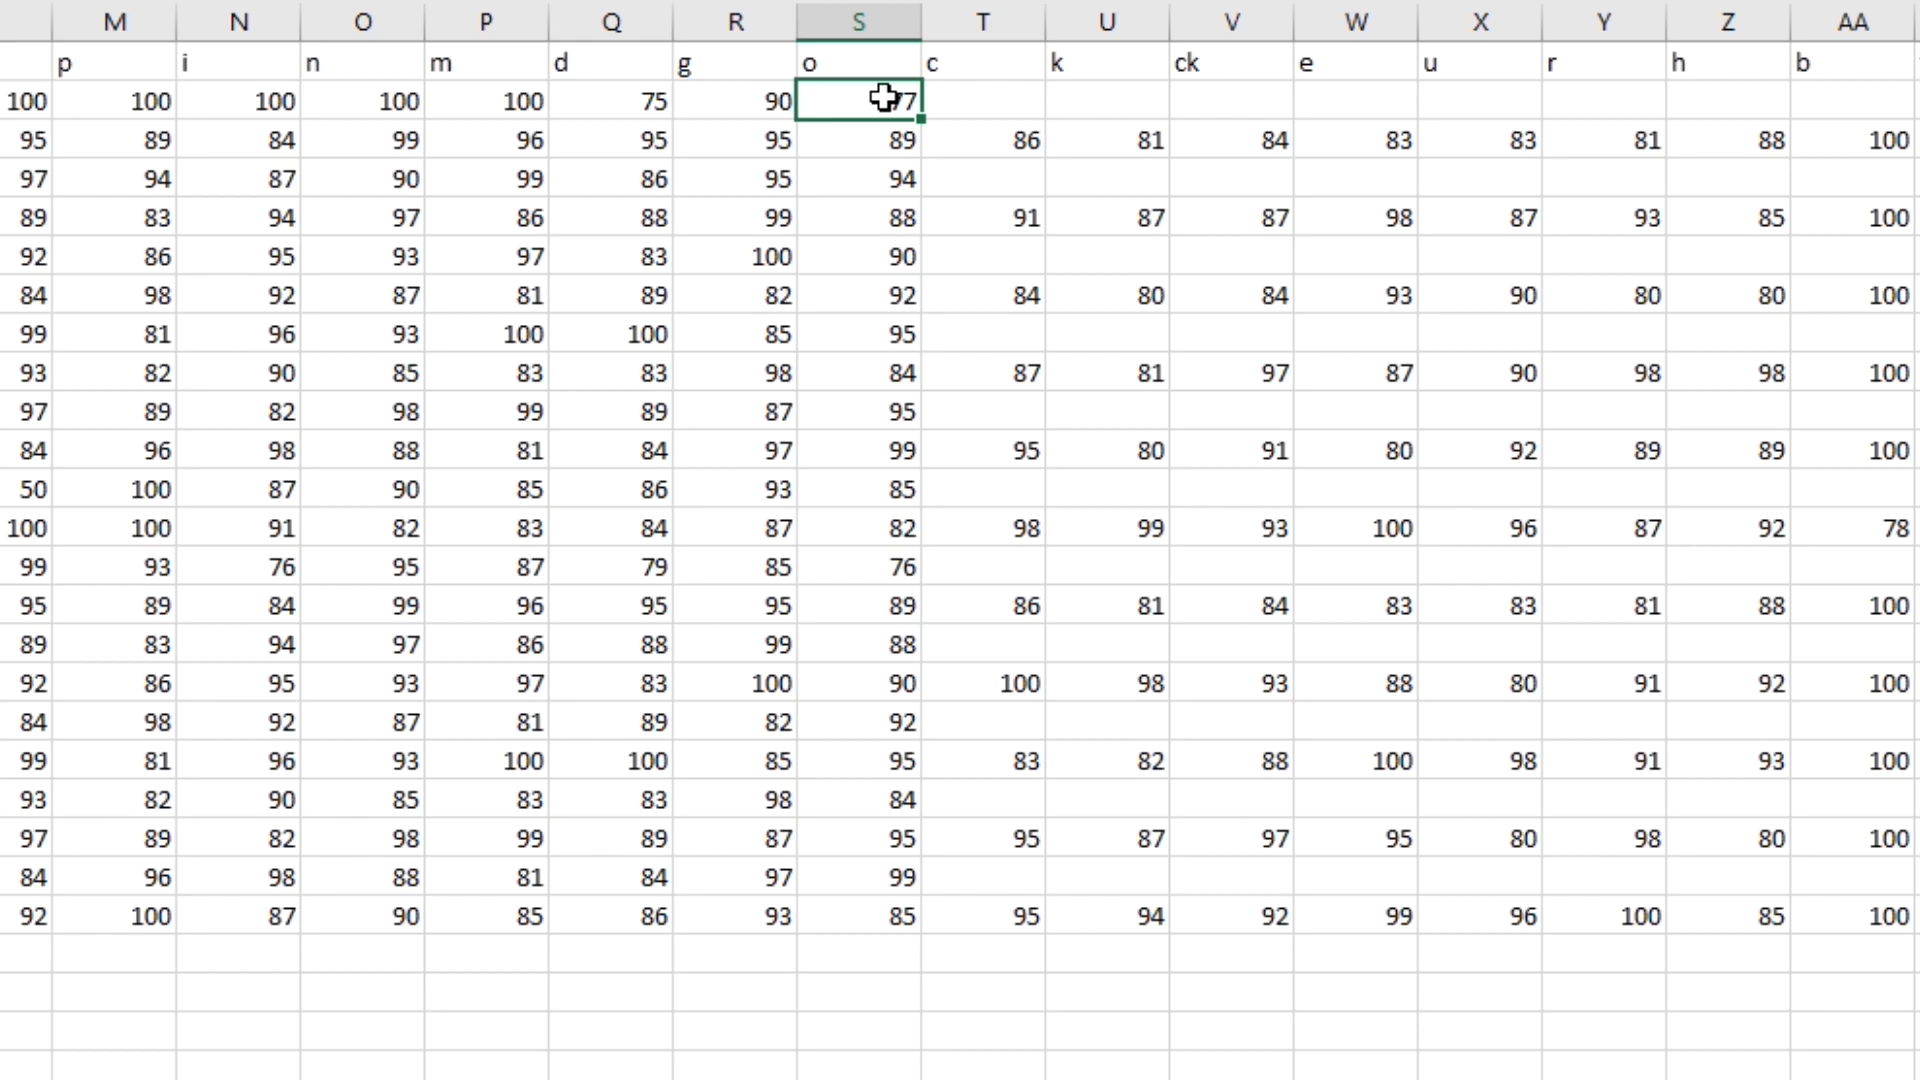 M N O P Q R S T U V W X Y Z AA
p i n m d g o c k ck e u r h b
100 100 100 100 100 75 90 77
95 89 84 99 96 95 95 89 86 81 84 83 83 81 88 100
97 94 87 90 99 86 95 94
89 83 94 97 86 88 99 88 91 87 87 98 87 93 85 100
92 86 95 93 97 83 100 90
84 98 92 87 81 89 82 92 84 80 84 93 90 80 80 100
99 81 96 93 100 100 85 95
93 82 90 85 83 83 98 84 87 81 97 87 90 98 98 100
97 89 82 98 99 89 87 95
84 96 98 88 81 84 97 99 95 80 91 80 92 89 89 100
50 100 87 90 85 86 93 85
100 100 91 82 83 84 87 82 98 99 93 100 96 87 92 78
99 93 76 95 87 79 85 76
95 89 84 99 96 95 95 89 86 81 84 83 83 81 88 100
89 83 94 97 86 88 99 88
92 86 95 93 97 83 100 90 100 98 93 88 80 91 92 100
84 98 92 87 81 89 82 92
99 81 96 93 100 100 85 95 83 82 88 100 98 91 93 100
93 82 90 85 83 83 98 84
97 89 82 98 99 89 87 95 95 87 97 95 80 98 80 100
84 96 98 88 81 84 97 99
92 100 87 90 85 86 93 85 95 94 92 99 96 100 85 100